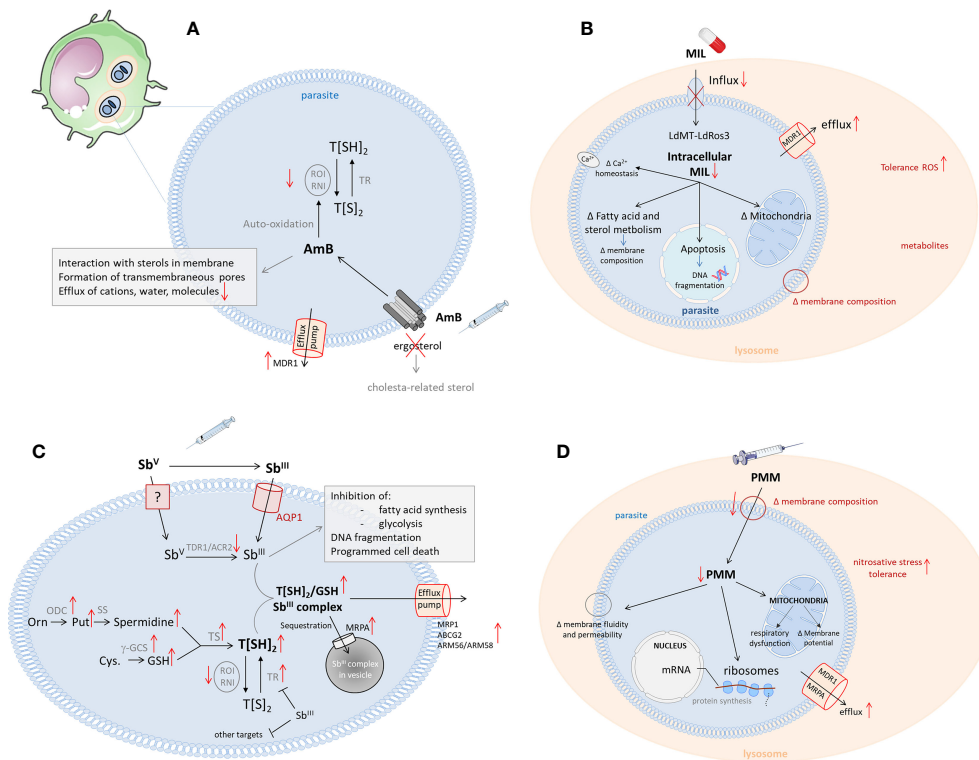 A
parasite
T[SH]2
ROI
RNI
TR
T[S]2
Auto-oxidation
AmB
Interaction with sterols in membrane
Formation of transmembraneous pores
Efflux of cations, water, molecules
AmB
Efflux
pump
MDR1
ergosterol
cholesta-related sterol
B
MIL
Influx
efflux
MDR1
LdMT-LdRos3
Intracellular
MIL
Ca2+
Δ Ca2+
homeostasis
Tolerance ROS
Δ Fatty acid and
sterol metbolism
Δ Mitochondria
Δ membrane
composition
Apoptosis
DNA
fragmentation
metabolites
parasite
Δ membrane composition
lysosome
C
SbV
SbIII
?
AQP1
Inhibition of:
- fatty acid synthesis
- glycolysis
DNA fragmentation
Programmed cell death
SbV
TDR1/ACR2
SbIII
T[SH]2/GSH
SbIII complex
Efflux
pump
MRP1
ABCG2
ARM56/ARM58
Sequestration
MRPA
SbIII complex
in vesicle
ODC
SS
Orn
Put
Spermidine
γ-GCS
TS
T[SH]2
Cys.
GSH
ROI
RNI
TR
T[S]2
SbIII
other targets
D
PMM
parasite
Δ membrane composition
nitrosative stress
tolerance
PMM
Δ membrane fluidity
and permeability
MITOCHONDRIA
respiratory
dysfunction
Δ Membrane
potential
NUCLEUS
mRNA
ribosomes
protein synthesis
MDR1
MRPA
efflux
lysosome